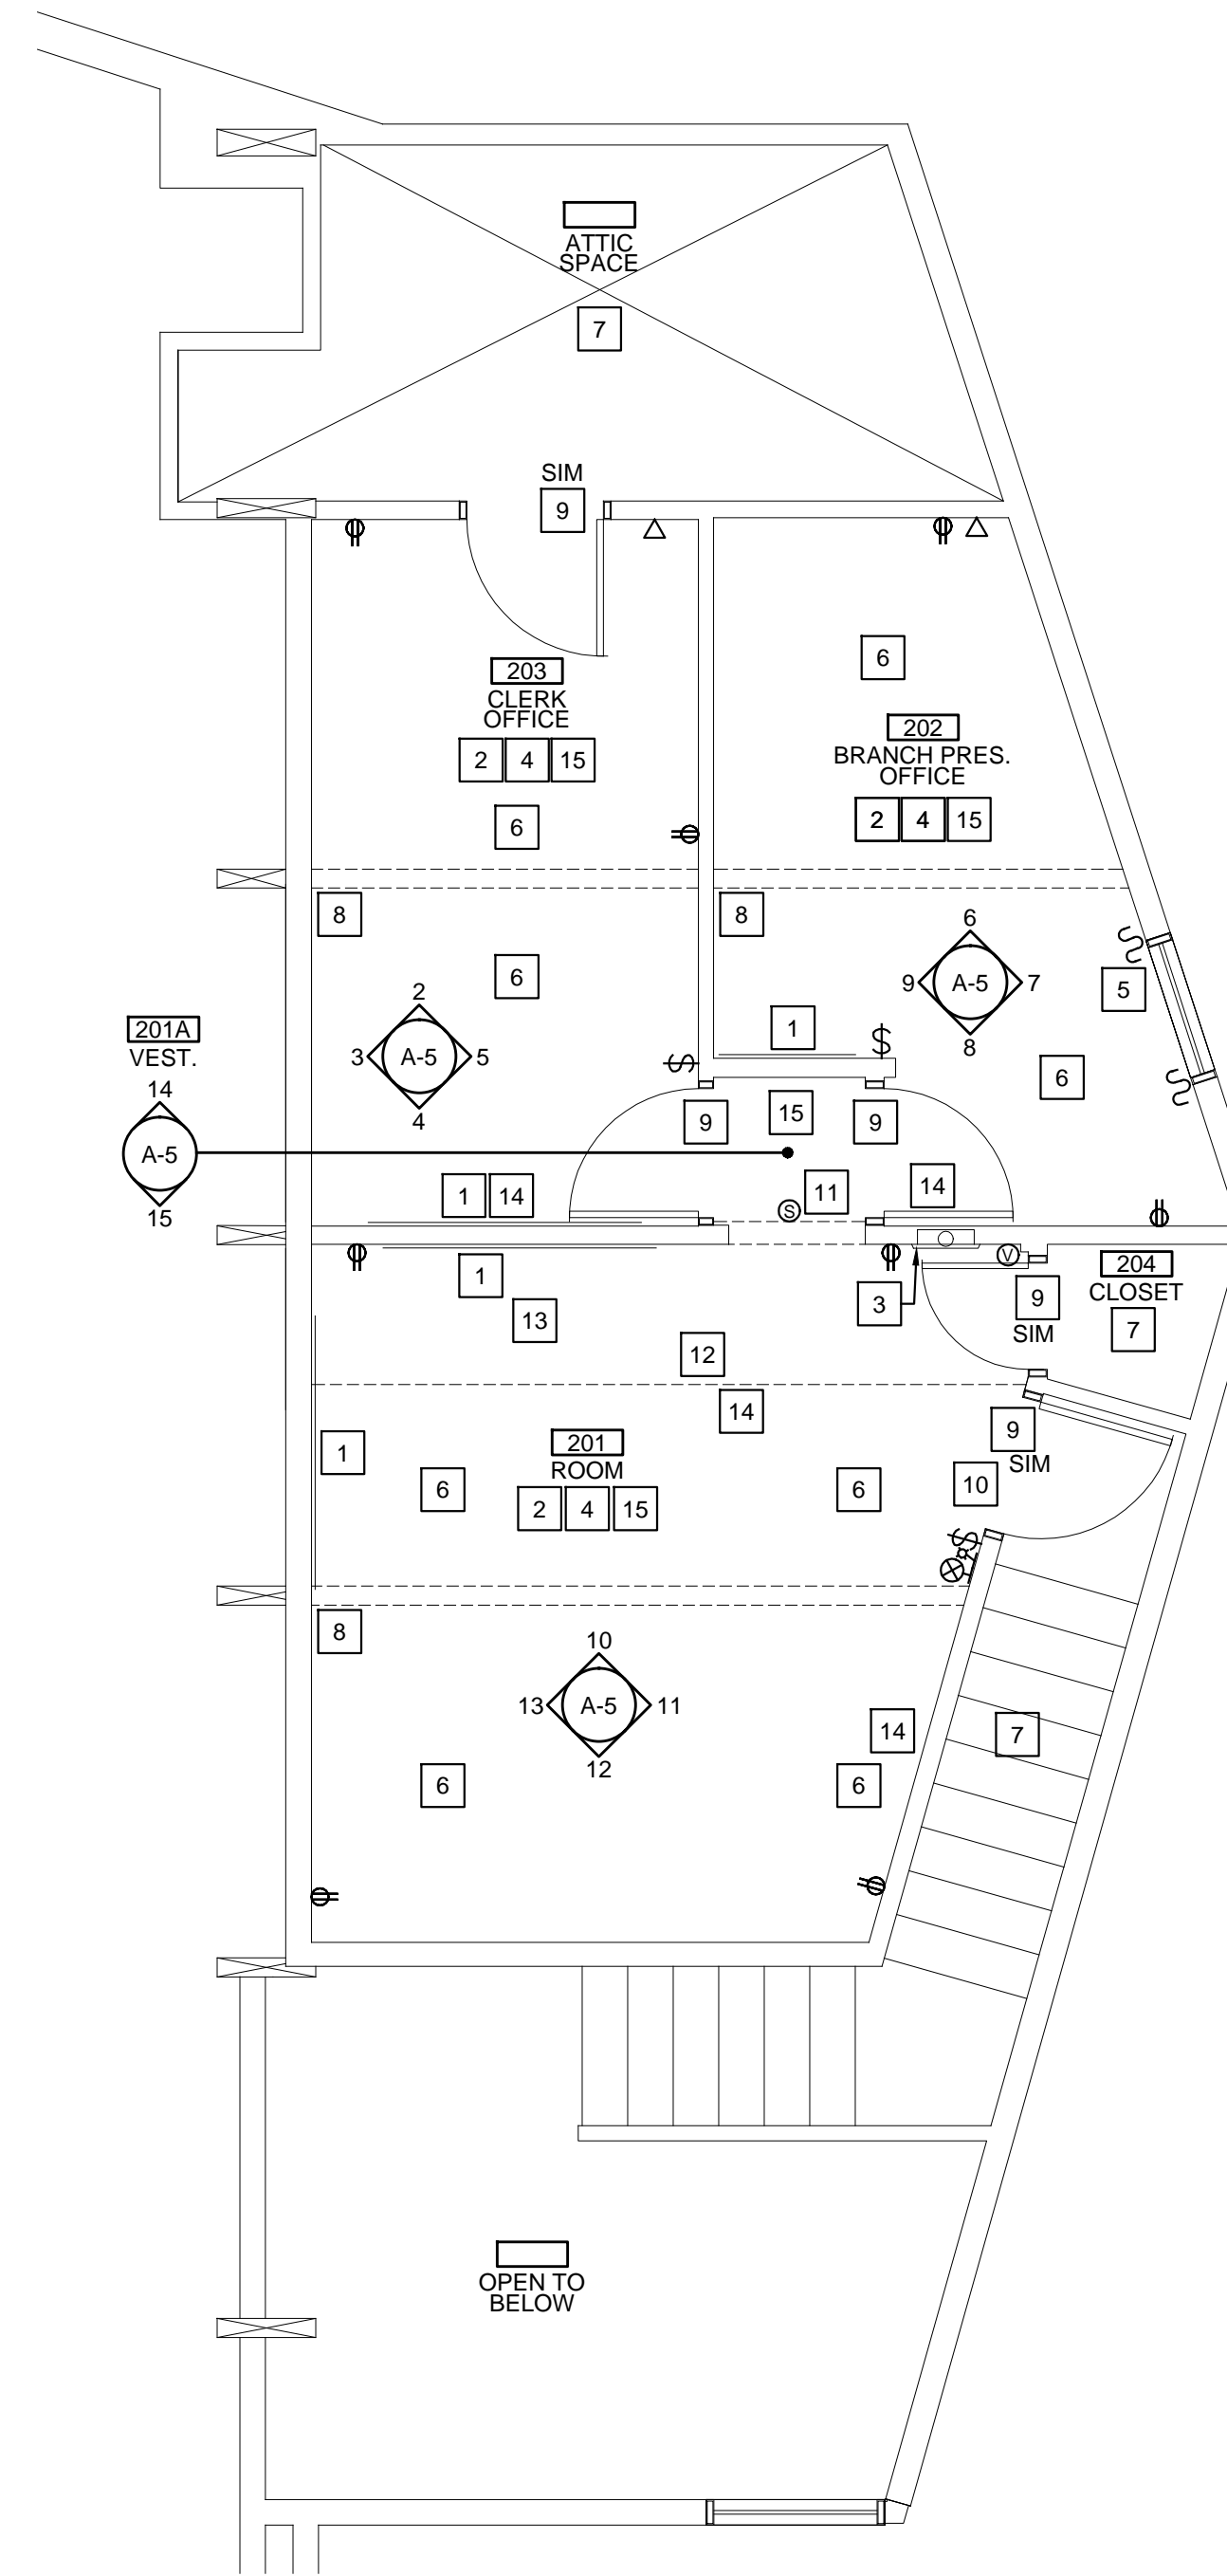 ATTIC
SPACE
7
SIM
9
6
203
CLERK
OFFICE
2 4 15
202
BRANCH PRES.
OFFICE
2 4 15
6
8
8
6
6
9 A-5 7
8
5
201A
VEST.
14
A-5
15
2
3 A-5 5
4
1
$
$
6
9
15
9
1 14
11
14
S
V
1
13
3
204
CLOSET
7
9
SIM
12
14
1
201
ROOM
2 4 15
6
6
9
SIM
10
$
8
10
13 A-5 11
12
14
7
6
6
OPEN TO
BELOW